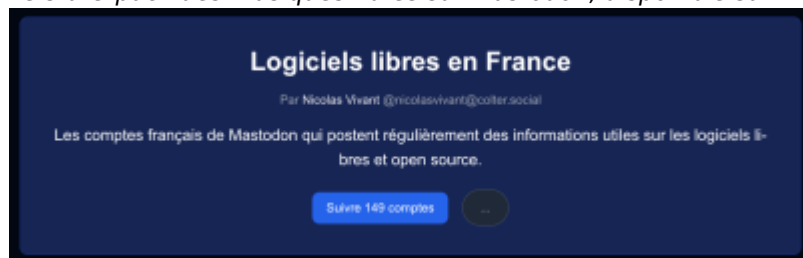 Logiciels libres en France
Par Nicolas Vivant @nicolasvivant@colter.social
Les comptes français de Mastodon qui postent régulièrement des informations utiles sur les logiciels li-
bres et open source.
Suivre 149 comptes
...